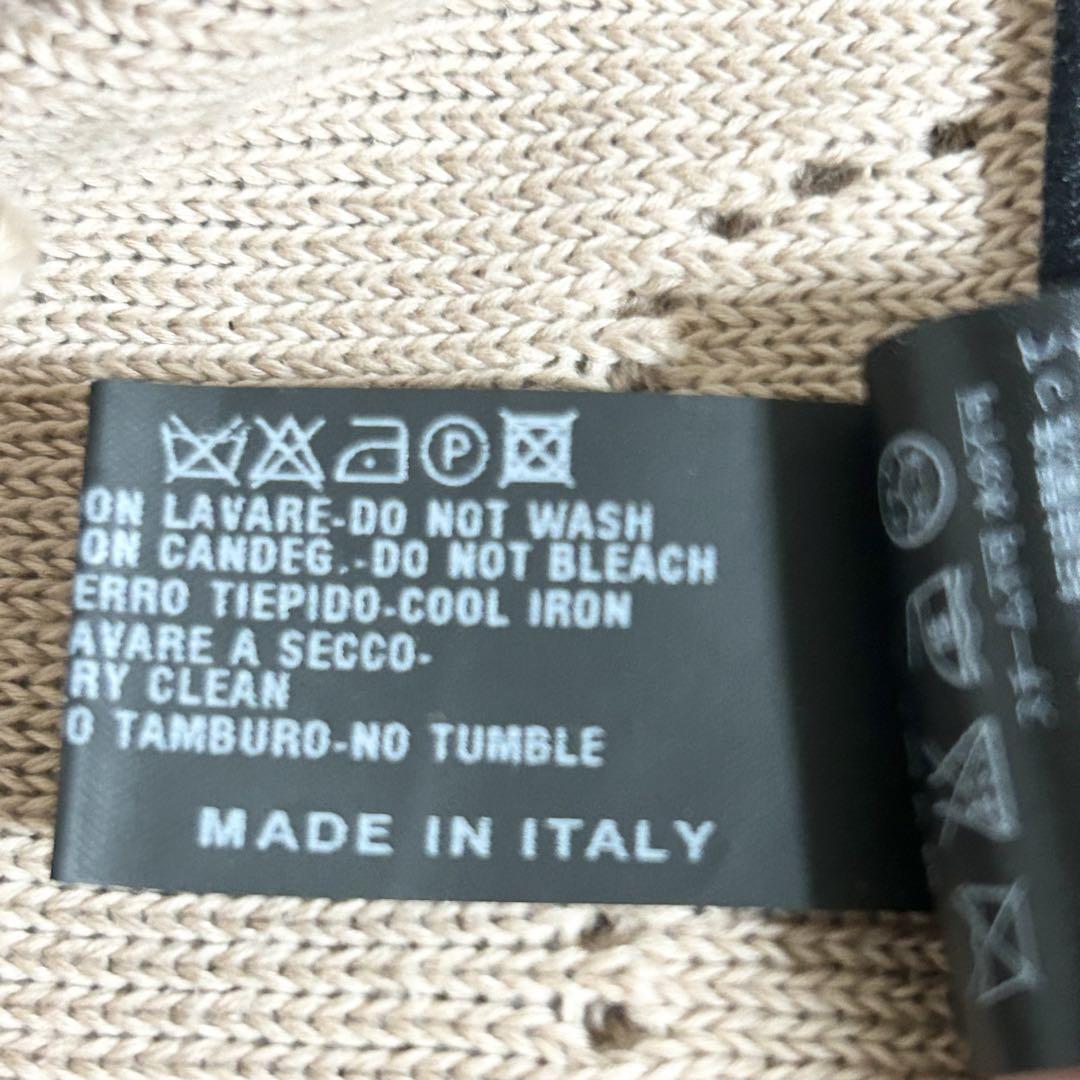 P
ON LAVARE-DO NOT WASH
ON CANDEG.-DO NOT BLEACH
ERRO TIEPIDO-COOL IRON
AVARE A SECCO-
RY CLEAN
O TAMBURO-NO TUMBLE
MADE IN ITALY